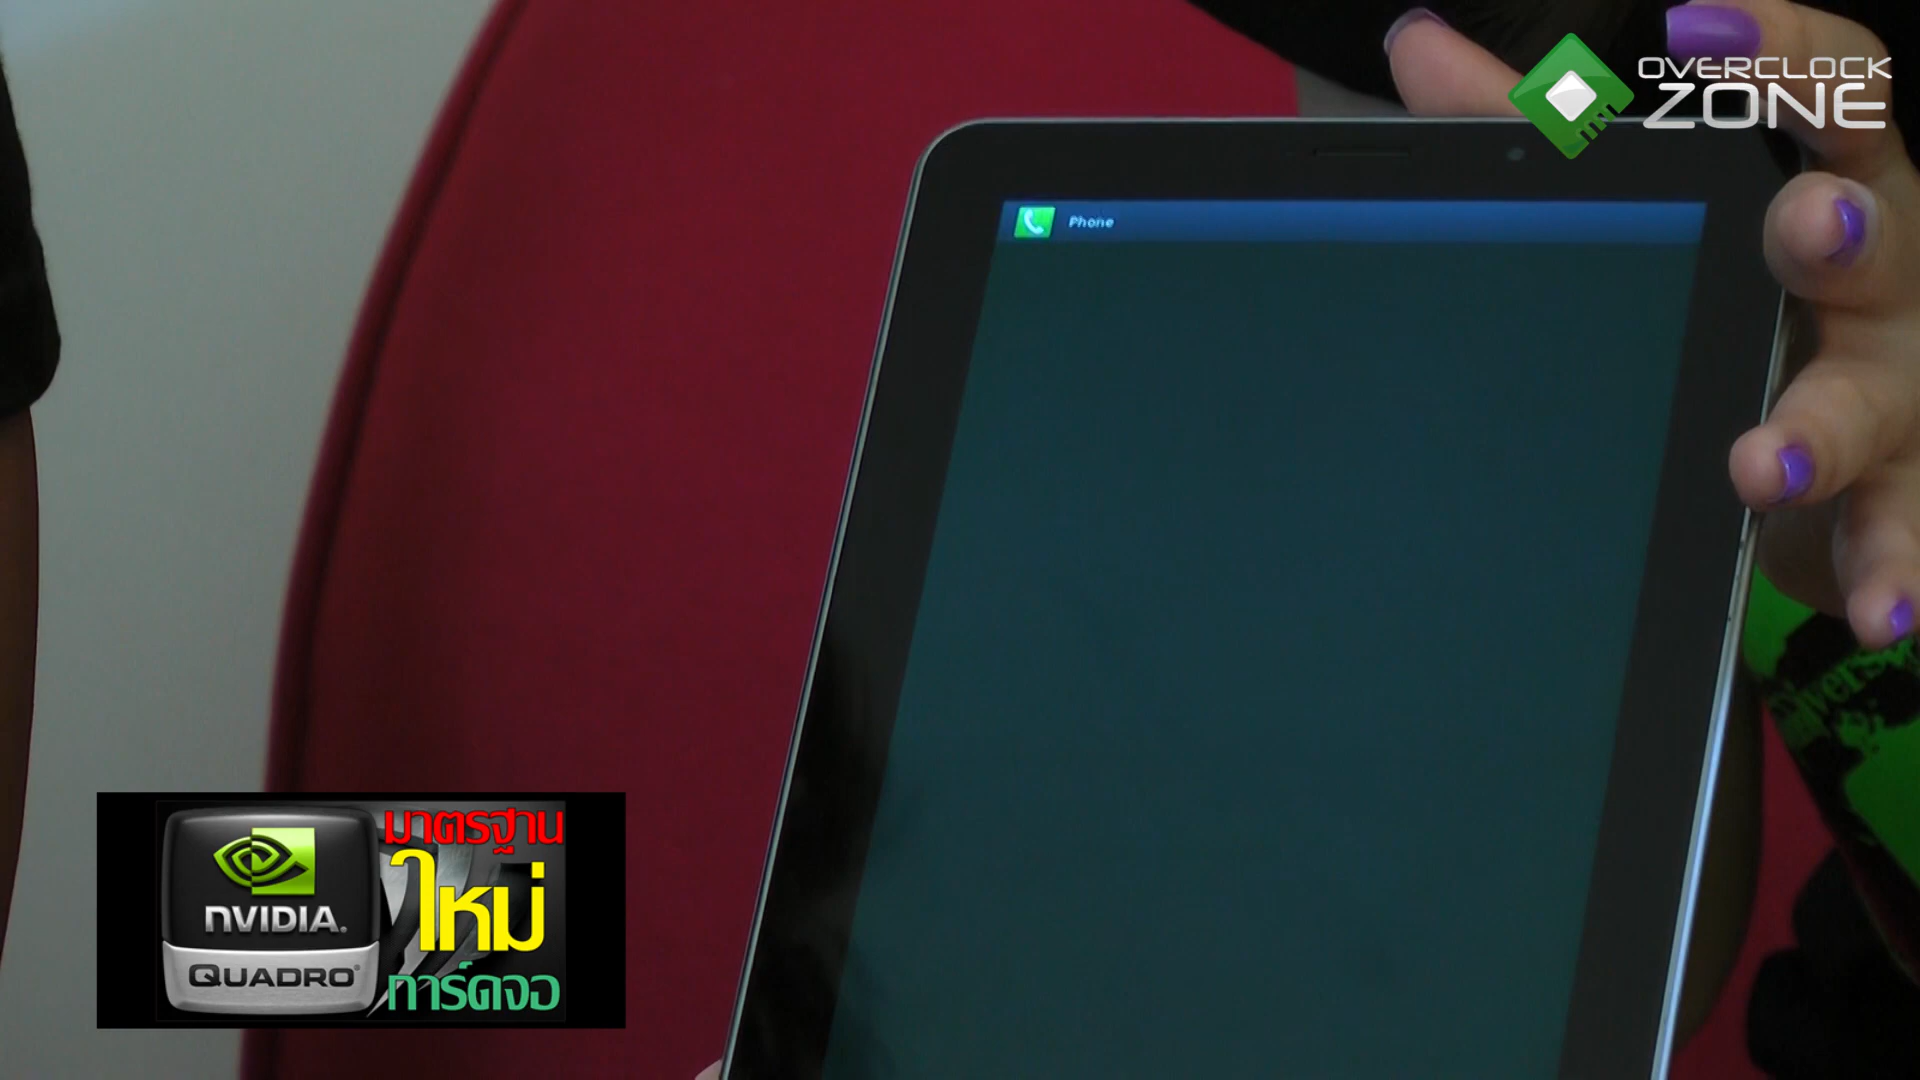 OVERCLOCK
ZONE
Phone
มาตรฐาน
ใหม่
การ์ดจอ
NVIDIA.
QUADRO